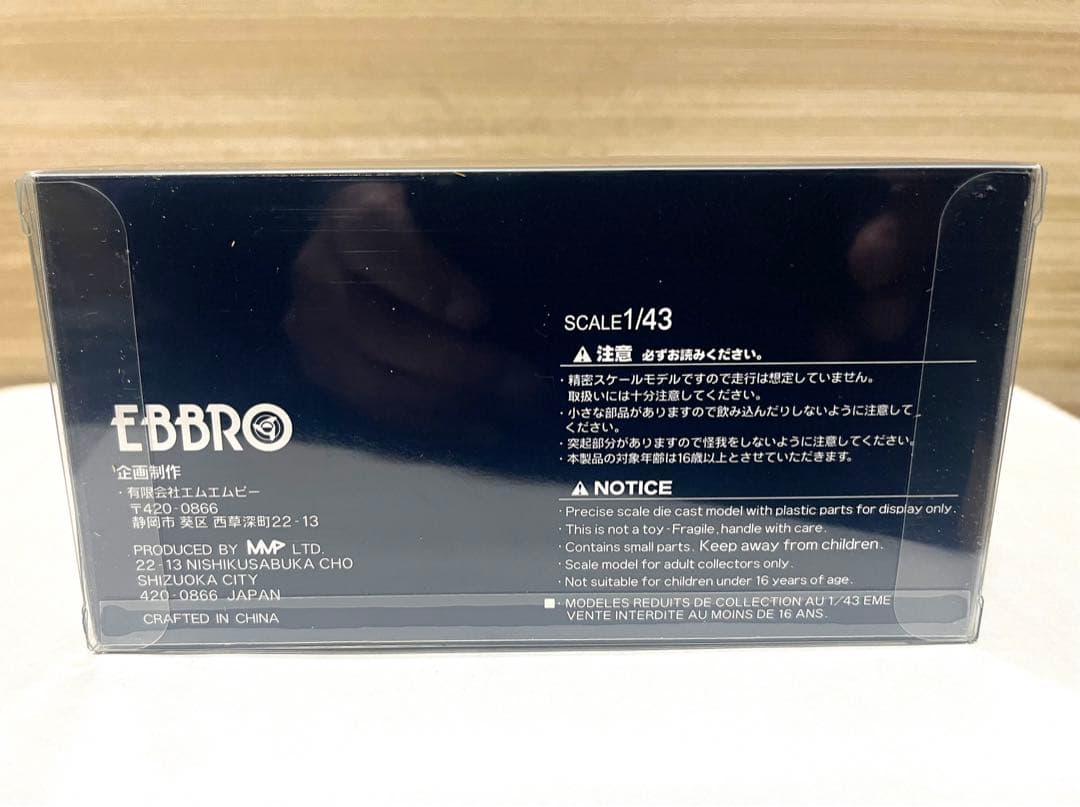 EBBRO
企画制作
・有限会社エムエムピー
〒420-0866
静岡市 葵区 西草深町22-13
PRODUCED BY MMP LTD.
22-13 NISHIKUSABUKA CHO
SHIZUOKA CITY
420-0866 JAPAN
CRAFTED IN CHINA
SCALE1/43
⚠ 注意 必ずお読みください。
・精密スケールモデルですので走行は想定していません。
取扱いには十分注意してください。
・小さな部品がありますので飲み込んだりしないように注意して
ください。
・突起部分がありますので怪我をしないように注意してください。
・本製品の対象年齢は16歳以上とさせていただきます。
⚠ NOTICE
・Precise scale die cast model with plastic parts for display only.
・This is not a toy - Fragile, handle with care.
・Contains small parts. Keep away from children.
・Scale model for adult collectors only.
・Not suitable for children under 16 years of age.
・MODELES REDUITS DE COLLECTION AU 1/43 EME
VENTE INTERDITE AU MOINS DE 16 ANS.